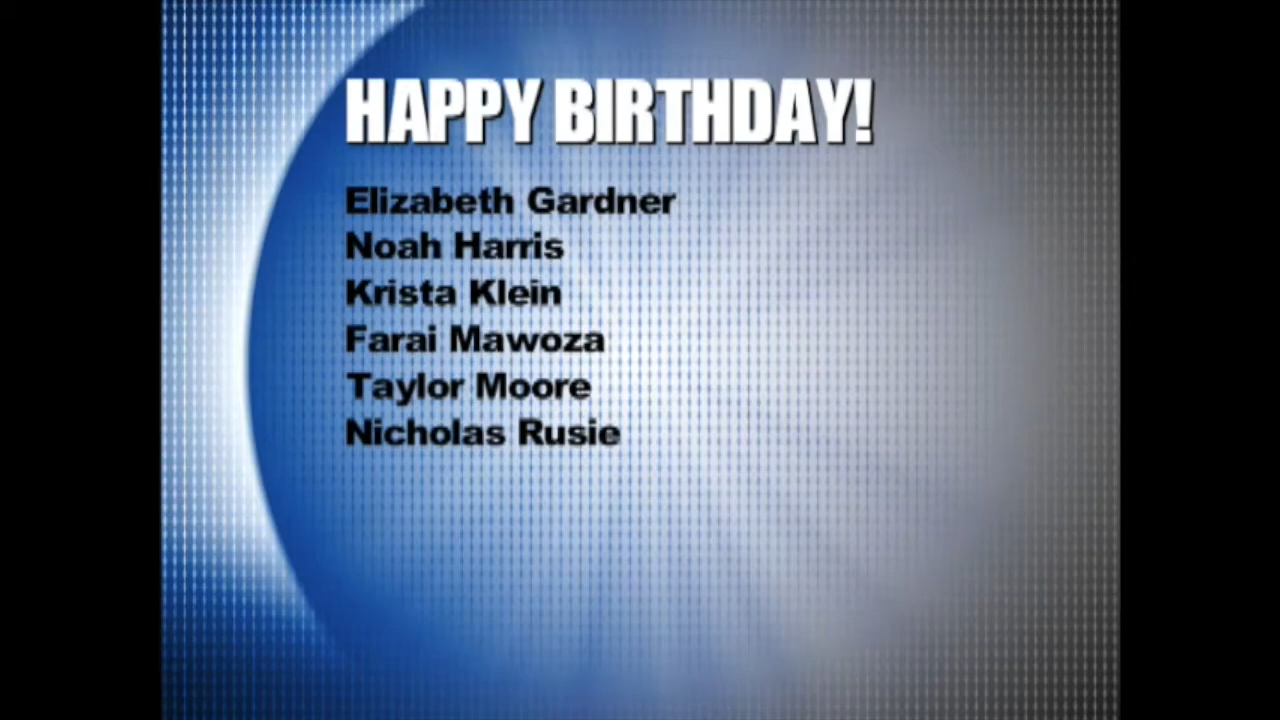 HAPPY BIRTHDAY!
Elizabeth Gardner
Noah Harris
Krista Klein
Farai Mawoza
Taylor Moore
Nicholas Rusie